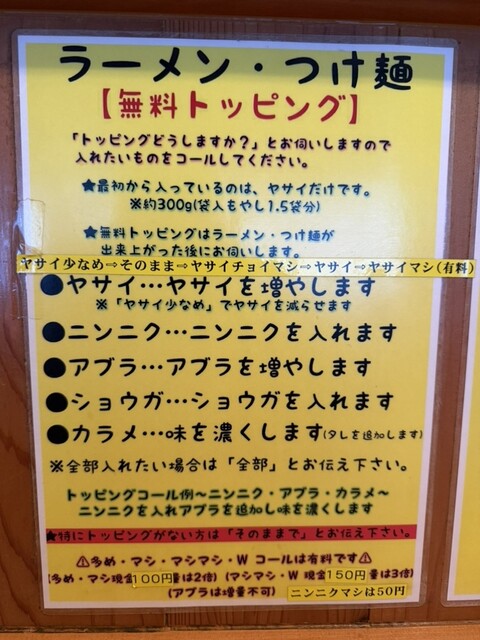 ラーメン・つけ麺
【無料トッピング】
「トッピングどうしますか?」とお伺いしますので
入れたいものをコールしてください。
★最初から入っているのは、ヤサイだけです。
※約300g(袋入もやし1.5袋分)
★無料トッピングはラーメン・つけ麺が
出来上がった後にお伺いします。
ヤサイ少なめ⇒そのまま⇒ヤサイチョイマシ⇒ヤサイ⇒ヤサイマシ(有料)
●ヤサイ…ヤサイを増やします
※「ヤサイ少なめ」でヤサイを減らせます
●ニンニク…ニンニクを入れます
●アブラ…アブラを増やします
●ショウガ…ショウガを入れます
●カラメ…味を濃くします(タレを追加します)
※全部入れたい場合は「全部」とお伝え下さい。
トッピングコール例~ニンニク・アブラ・カラメ~
ニンニクを入れアブラを追加し味を濃くします
★特にトッピングがない方は「そのままで」とお伝え下さい。
⚠多め・マシ・マシマシ・W コールは有料です⚠
(多め・マシ現金100円量は2倍) (マシマシ・W 現金150円量は3倍)
(アブラは増量不可) ニンニクマシは50円